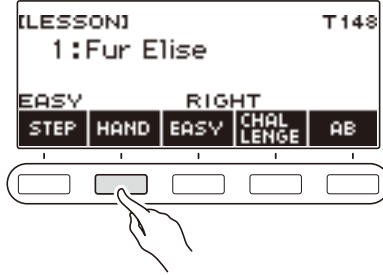 [LESSON] T148
1:Fur Elise
EASY RIGHT
STEP HAND EASY CHAL LENGE AB